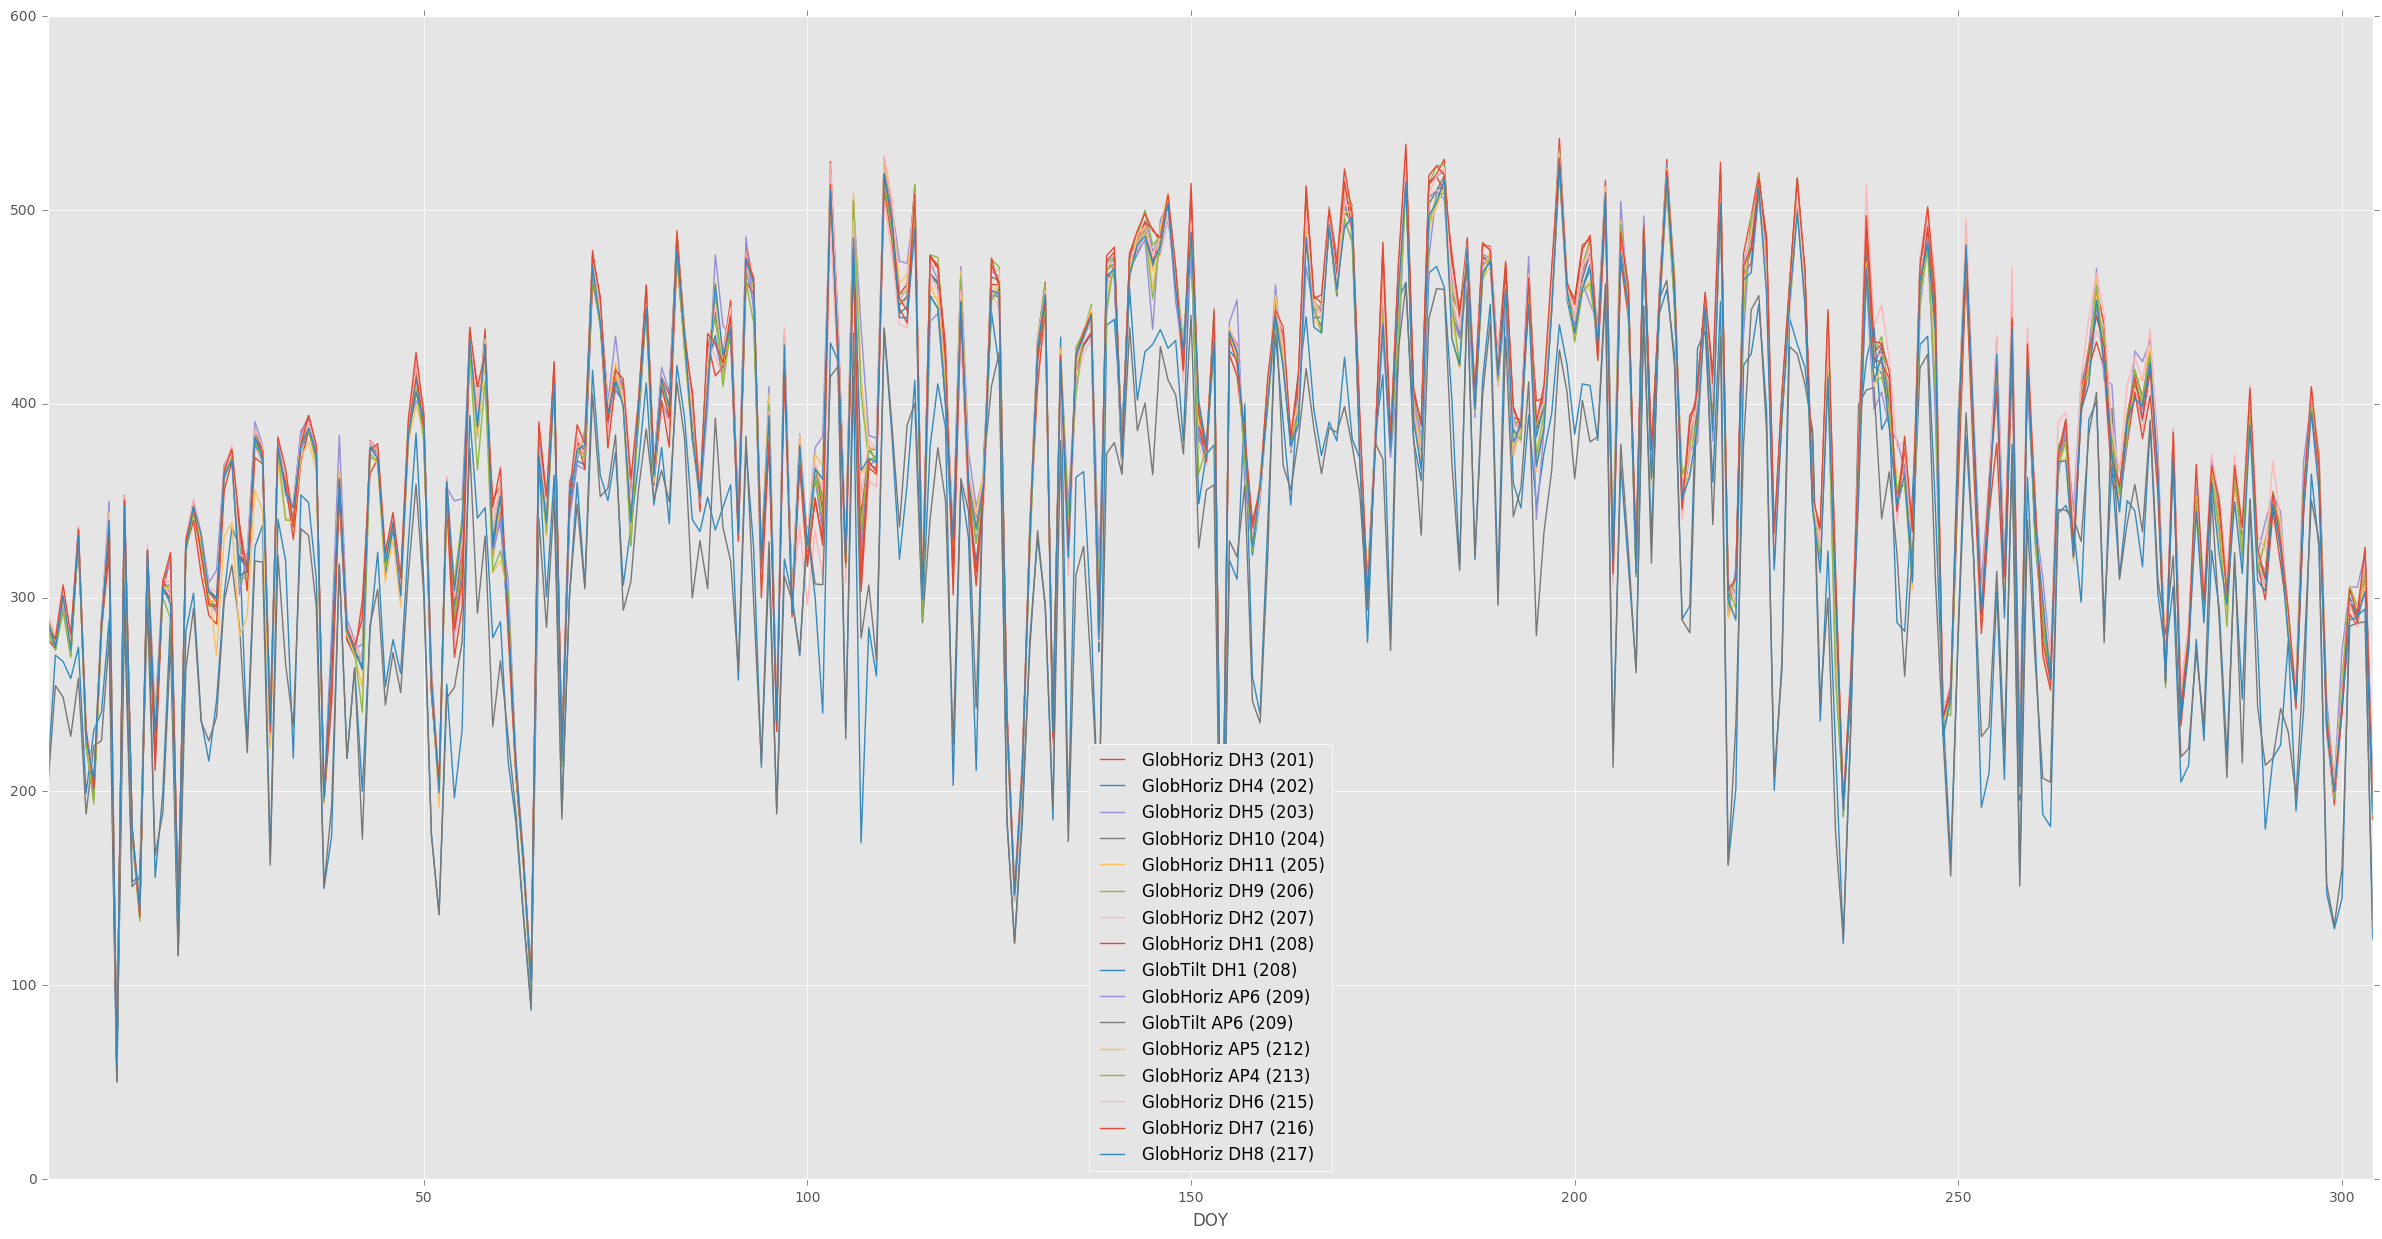 600
500
400
300
200
100
0
GlobHoriz DH3 (201)
GlobHoriz DH4 (202)
GlobHoriz DH5 (203)
GlobHoriz DH10 (204)
GlobHoriz DH11 (205)
GlobHoriz DH9 (206)
GlobHoriz DH2 (207)
GlobHoriz DH1 (208)
GlobTilt DH1 (208)
GlobHoriz AP6 (209)
GlobTilt AP6 (209)
GlobHoriz AP5 (212)
GlobHoriz AP4 (213)
GlobHoriz DH6 (215)
GlobHoriz DH7 (216)
GlobHoriz DH8 (217)
50 100 150 200 250 300
DOY